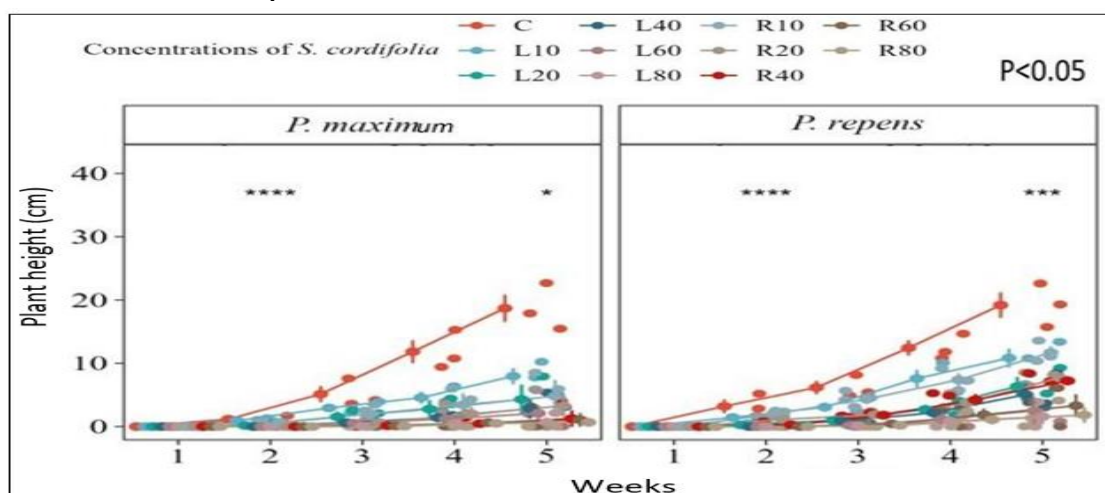 C L40 R10 R60
Concentrations of S. cordifolia L10 L60 R20 R80
L20 L80 R40 P<0.05
P. maximum P. repens
40
30
20
10
0
Plant height (cm)
**** * **** ***
1 2 3 4 5 1 2 3 4 5
Weeks